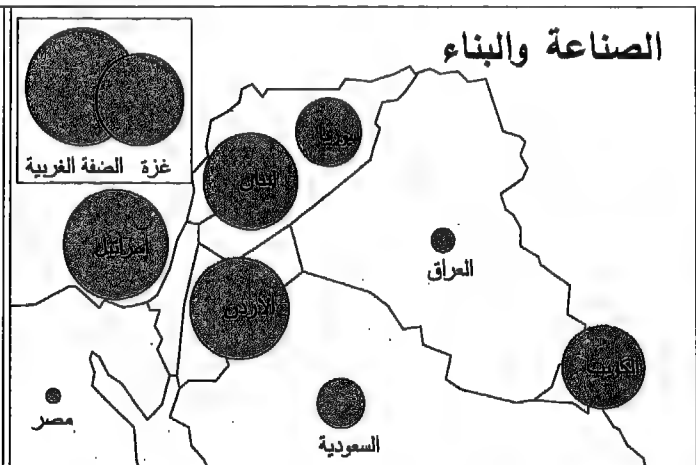 الصناعة والبناء
غزة الضفة الغربية
سوريا
لبنان
إسرائيل
العراق
الأردن
الكويت
مصر
السعودية